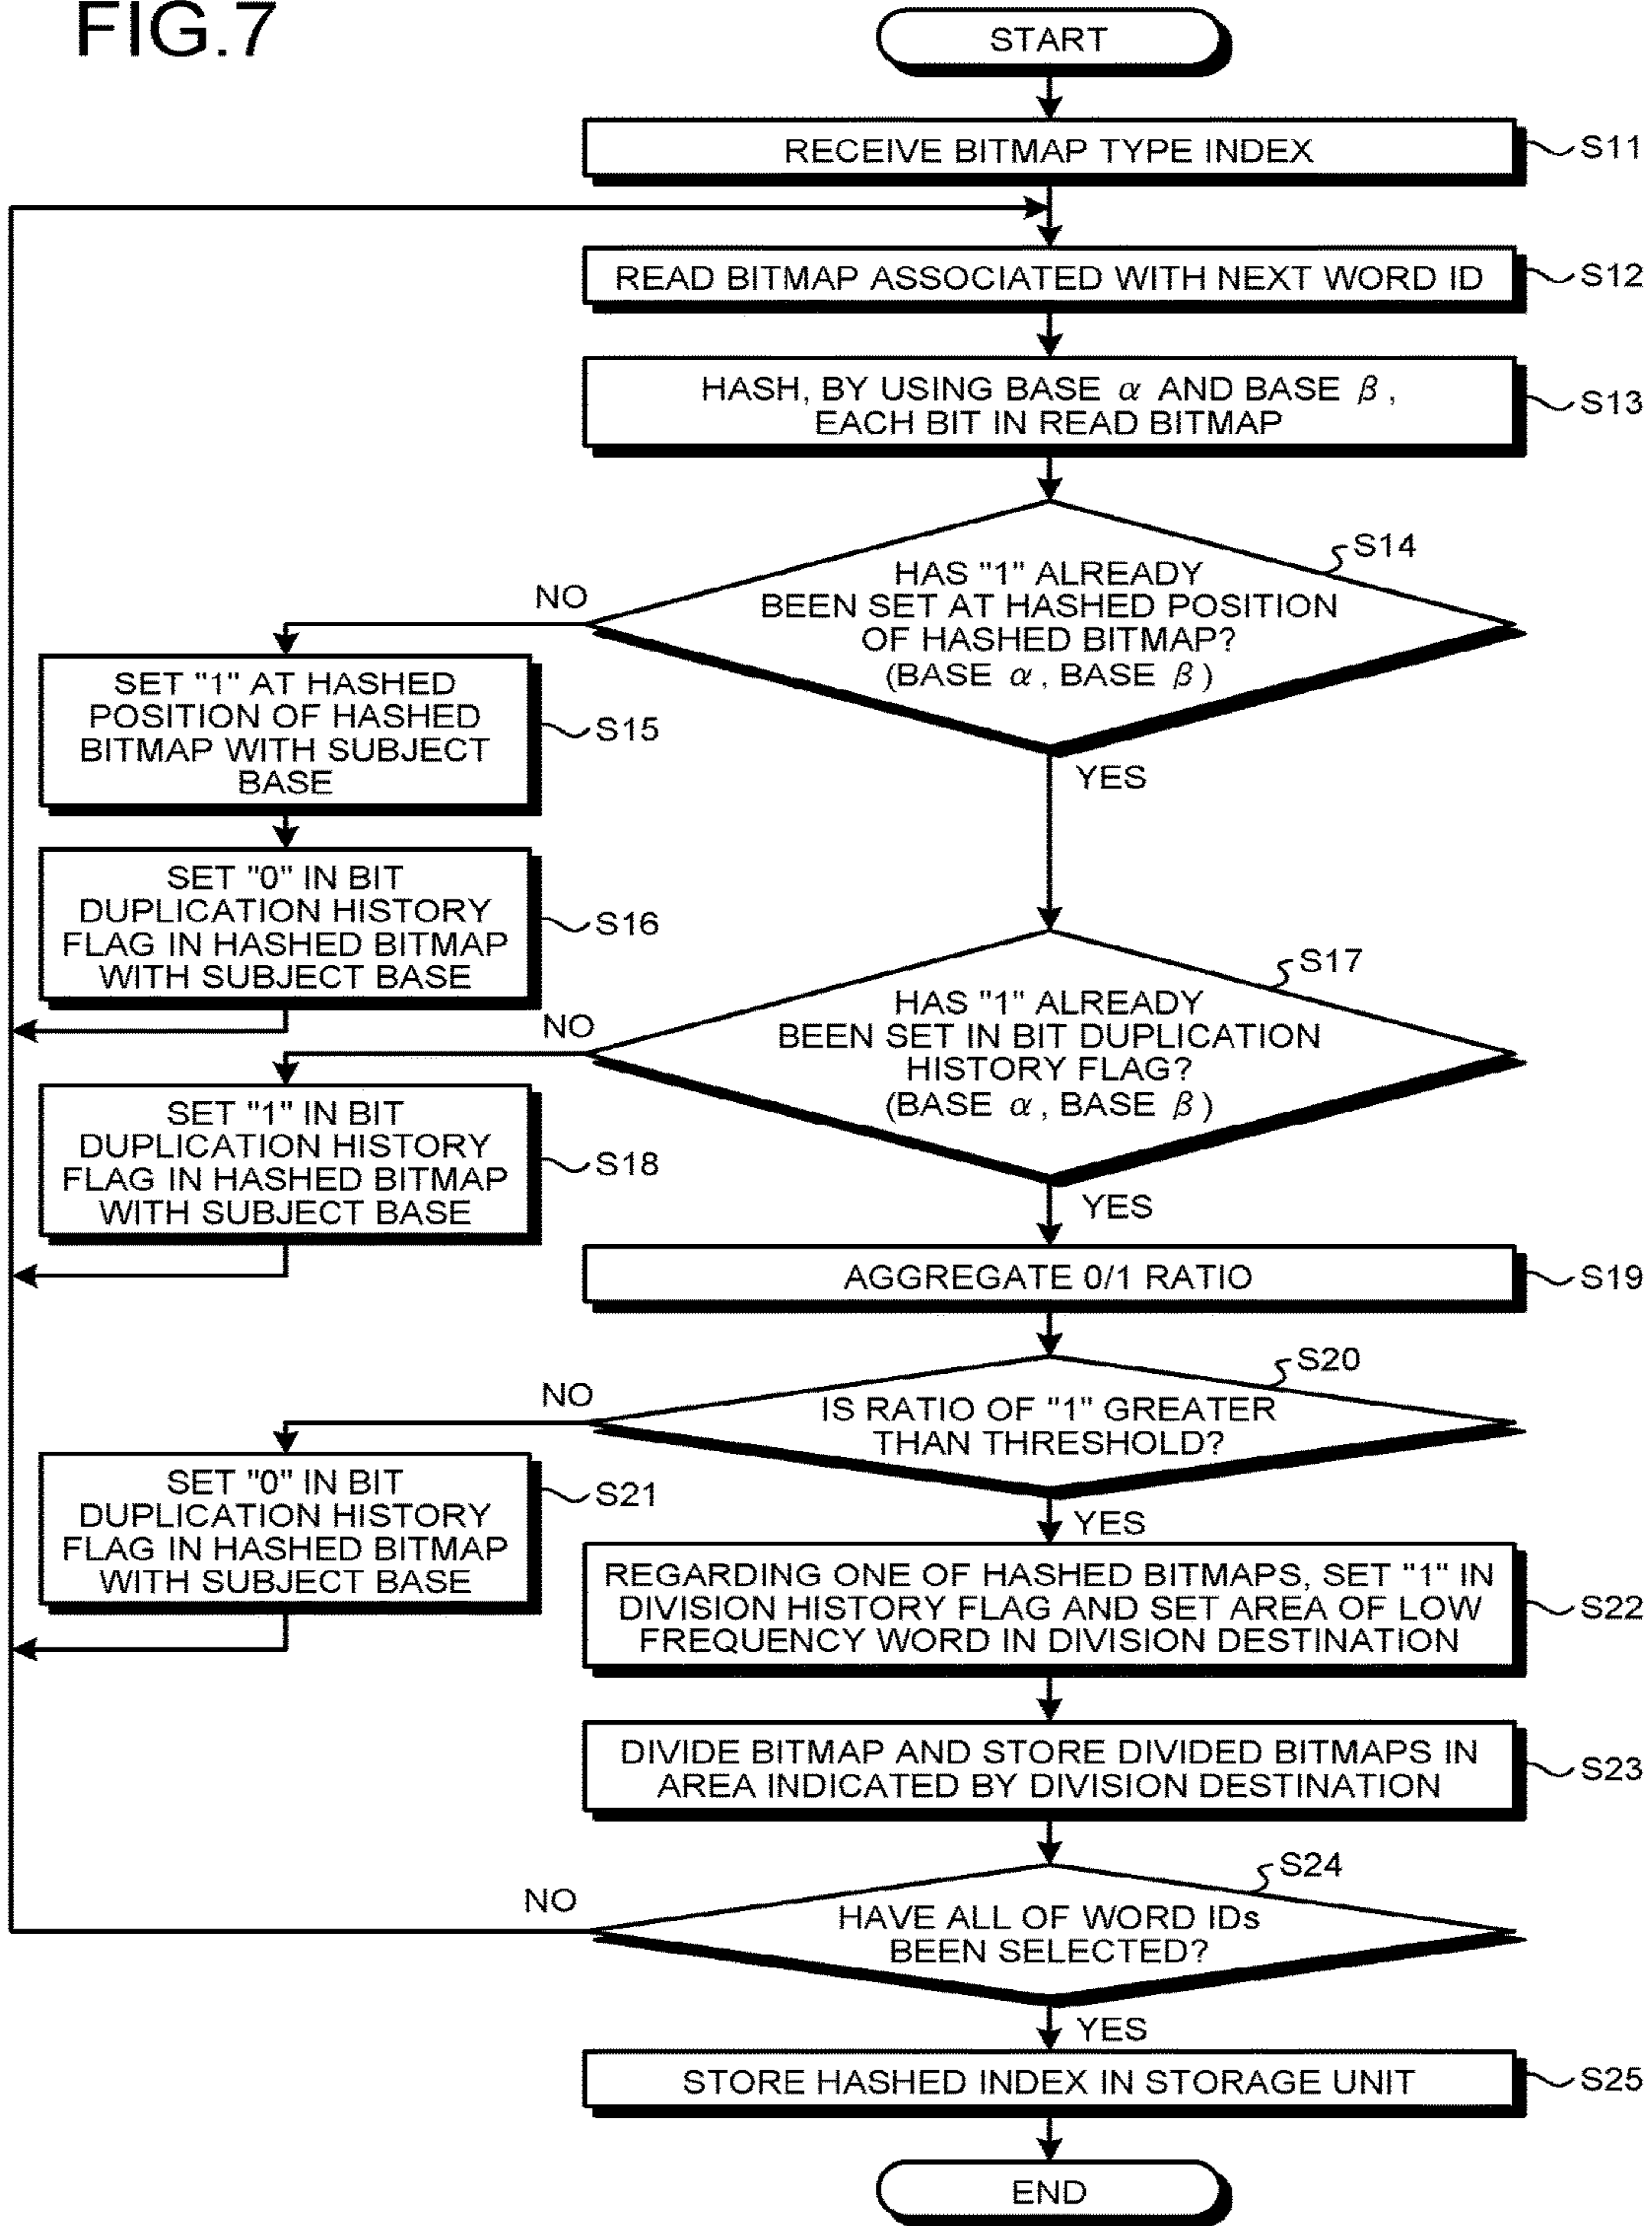 FIG.7
START
RECEIVE BITMAP TYPE INDEX
S11
READ BITMAP ASSOCIATED WITH NEXT WORD ID
S12
HASH, BY USING BASE α AND BASE β,
EACH BIT IN READ BITMAP
S13
S14
HAS "1" ALREADY
BEEN SET AT HASHED POSITION
OF HASHED BITMAP?
(BASE α, BASE β)
NO
YES
SET "1" AT HASHED
POSITION OF HASHED
BITMAP WITH SUBJECT
BASE
S15
SET "0" IN BIT
DUPLICATION HISTORY
FLAG IN HASHED BITMAP
WITH SUBJECT BASE
S16
S17
HAS "1" ALREADY
BEEN SET IN BIT DUPLICATION
HISTORY FLAG?
(BASE α, BASE β)
NO
YES
SET "1" IN BIT
DUPLICATION HISTORY
FLAG IN HASHED BITMAP
WITH SUBJECT BASE
S18
AGGREGATE 0/1 RATIO
S19
S20
IS RATIO OF "1" GREATER
THAN THRESHOLD?
NO
YES
SET "0" IN BIT
DUPLICATION HISTORY
FLAG IN HASHED BITMAP
WITH SUBJECT BASE
S21
REGARDING ONE OF HASHED BITMAPS, SET "1" IN
DIVISION HISTORY FLAG AND SET AREA OF LOW
FREQUENCY WORD IN DIVISION DESTINATION
S22
DIVIDE BITMAP AND STORE DIVIDED BITMAPS IN
AREA INDICATED BY DIVISION DESTINATION
S23
S24
HAVE ALL OF WORD IDs
BEEN SELECTED?
NO
YES
STORE HASHED INDEX IN STORAGE UNIT
S25
END